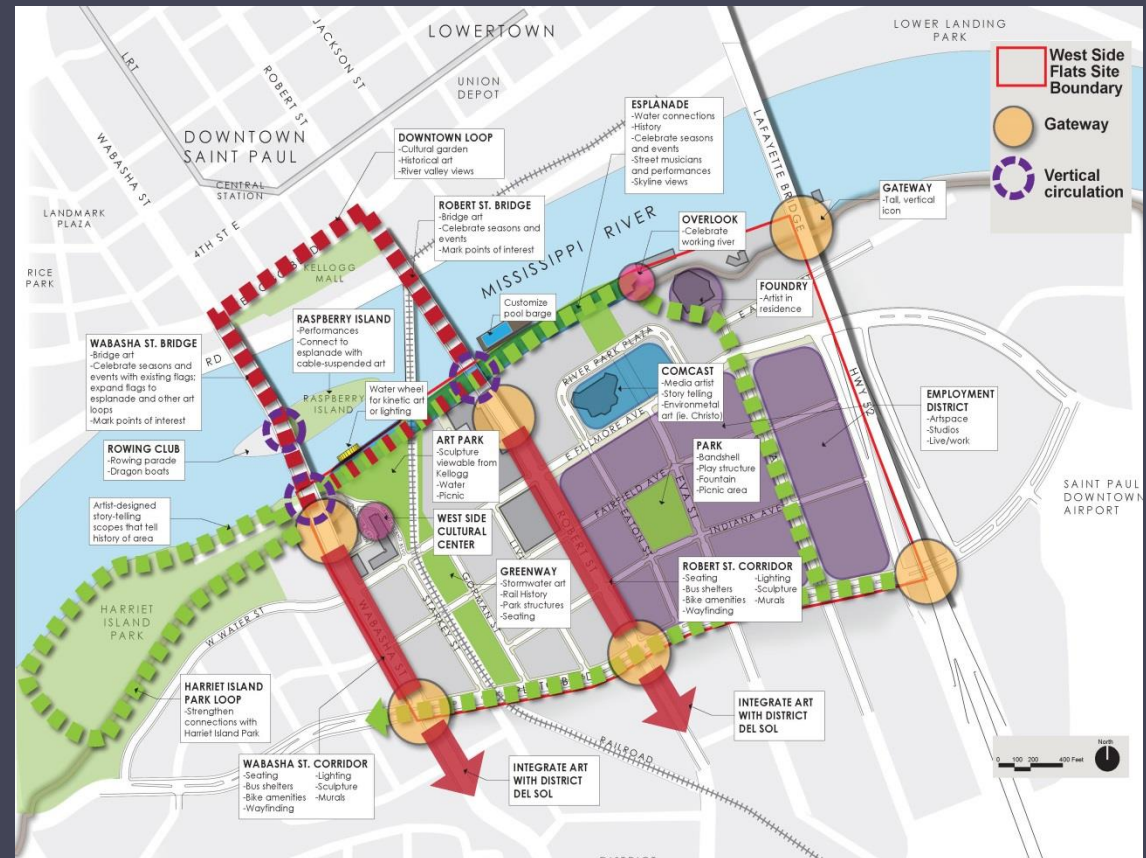 LOWERTOWN
LOWER LANDING
PARK
LRT
JACKSON ST
ROBERT ST
WABASHA ST
UNION
DEPOT
DOWNTOWN
SAINT PAUL
CENTRAL
STATION
LANDMARK
PLAZA
4TH ST E
RICE
PARK
KELLOGG
MALL
RD
West Side
Flats Site
Boundary
Gateway
Vertical
circulation
DOWNTOWN LOOP
-Cultural garden
-Historical art
-River valley views
ESPLANADE
-Water connections
-History
-Celebrate seasons
and events
-Street musicians
and performances
-Skyline views
LAFAYETTE BRIDGE
GATEWAY
-Tall, vertical
icon
ROBERT ST. BRIDGE
-Bridge art
-Celebrate seasons and
events
-Mark points of interest
MISSISSIPPI RIVER
OVERLOOK
-Celebrate
working river
FOUNDRY
-Artist in
residence
Customize
pool barge
RASPBERRY ISLAND
-Performances
-Connect to
esplanade with
cable-suspended art
WABASHA ST. BRIDGE
-Bridge art
-Celebrate seasons and
events with existing flags;
expand flags to
esplanade and other art
loops
-Mark points of interest
RASPBERRY
ISLAND
Water wheel
for kinetic art
or lighting
RIVER PARK PLAZA
COMCAST
-Media artist
-Story telling
-Environmetal
art (ie. Christo)
E FILLMORE AVE
HWY 52
EMPLOYMENT
DISTRICT
-Artspace
-Studios
-Live/work
ROWING CLUB
-Rowing parade
-Dragon boats
ART PARK
-Sculpture
viewable from
Kellogg
-Water
-Picnic
PARK
-Bandshell
-Play structure
-Fountain
-Picnic area
FAIRFIELD AVE
EVA ST
EATON ST
INDIANA AVE
SAINT PAUL
DOWNTOWN
AIRPORT
Artist-designed
story-telling
scopes that tell
history of area
WEST SIDE
CULTURAL
CENTER
ROBERT ST.
GREENWAY
-Stormwater art
-Rail History
-Park structures
-Seating
ROBERT ST. CORRIDOR
-Seating -Lighting
-Bus shelters -Sculpture
-Bike amenities -Murals
-Wayfinding
HARRIET
ISLAND
PARK
W WATER ST
WABASHA ST
STARKEY ST
GORMAN ST
HARRIET ISLAND
PARK LOOP
-Strengthen
connections with
Harriet Island Park
INTEGRATE ART
WITH DISTRICT
DEL SOL
RAILROAD
WABASHA ST. CORRIDOR
-Seating -Lighting
-Bus shelters -Sculpture
-Bike amenities -Murals
-Wayfinding
INTEGRATE ART
WITH DISTRICT
DEL SOL
North
0 100 200 400 Feet